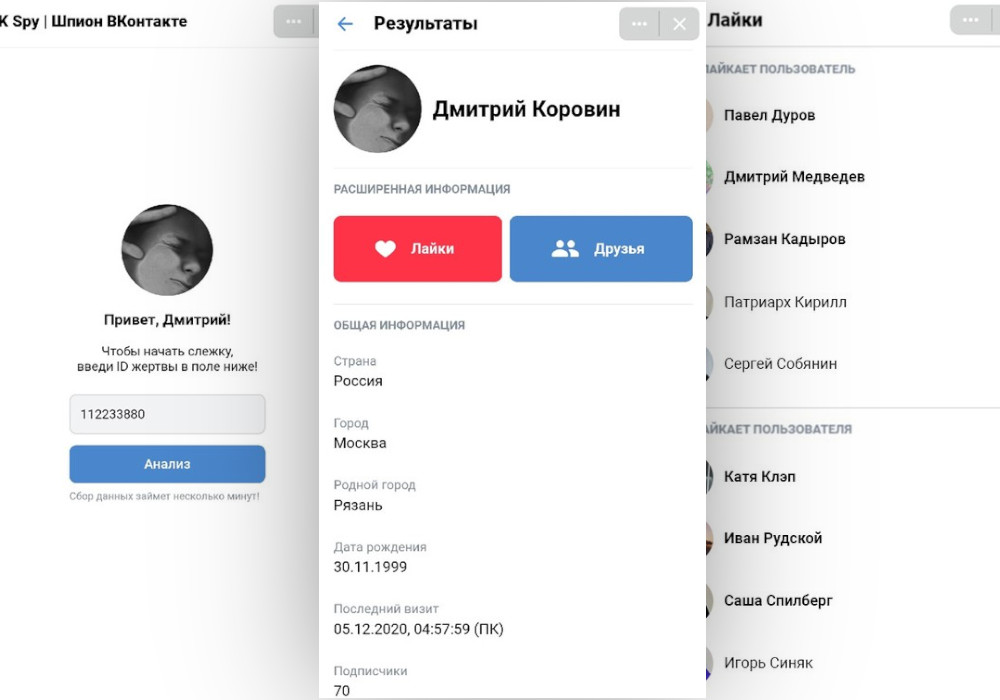 K Spy | Шпион ВКонтакте
Привет, Дмитрий!
Чтобы начать слежку,
введи ID жертвы в поле ниже!
112233880
Анализ
Сбор данных займет несколько минут!
Результаты
Дмитрий Коровин
РАСШИРЕННАЯ ИНФОРМАЦИЯ
Лайки
Друзья
ОБЩАЯ ИНФОРМАЦИЯ
Страна
Россия
Город
Москва
Родной город
Рязань
Дата рождения
30.11.1999
Последний визит
05.12.2020, 04:57:59 (ПК)
Подписчики
70
Лайки
ЛАЙКАЕТ ПОЛЬЗОВАТЕЛЬ
Павел Дуров
Дмитрий Медведев
Рамзан Кадыров
Патриарх Кирилл
Сергей Собянин
АЙКАЕТ ПОЛЬЗОВАТЕЛЯ
Катя Клэп
Иван Рудской
Саша Спилберг
Игорь Синяк